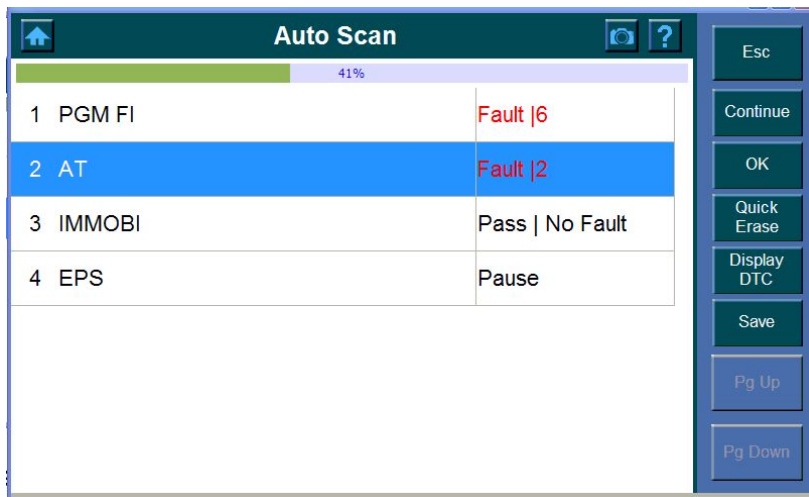 Auto Scan
?
41%
1 PGM FI Fault |6
2 AT Fault |2
3 IMMOBI Pass | No Fault
4 EPS Pause
Esc
Continue
OK
Quick
Erase
Display
DTC
Save
Pg Up
Pg Down